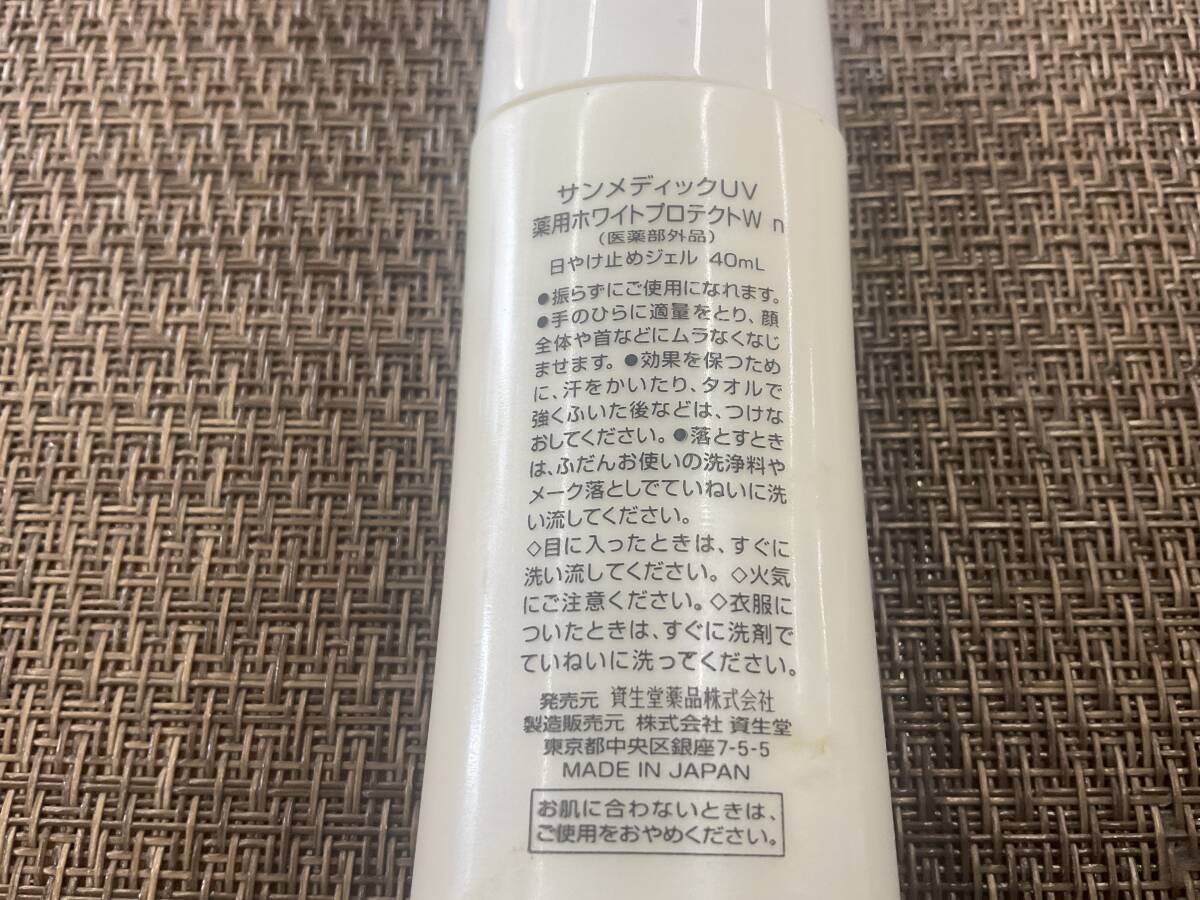 サンメディックUV
薬用ホワイトプロテクトW n
(医薬部外品)
日やけ止めジェル 40mL
●振らずにご使用になれます。
●手のひらに適量をとり、顔
全体や首などにムラなくなじ
ませます。●効果を保つため
に、汗をかいたり、タオルで
強くふいた後などは、つけな
おしてください。●落とすとき
は、ふだんお使いの洗浄料や
メーク落としでていねいに洗
い流してください。
◇目に入ったときは、すぐに
洗い流してください。◇火気
にご注意ください。◇衣服に
ついたときは、すぐに洗剤で
ていねいに洗ってください。
発売元 資生堂薬品株式会社
製造販売元 株式会社 資生堂
東京都中央区銀座7-5-5
MADE IN JAPAN
お肌に合わないときは、
ご使用をおやめください。